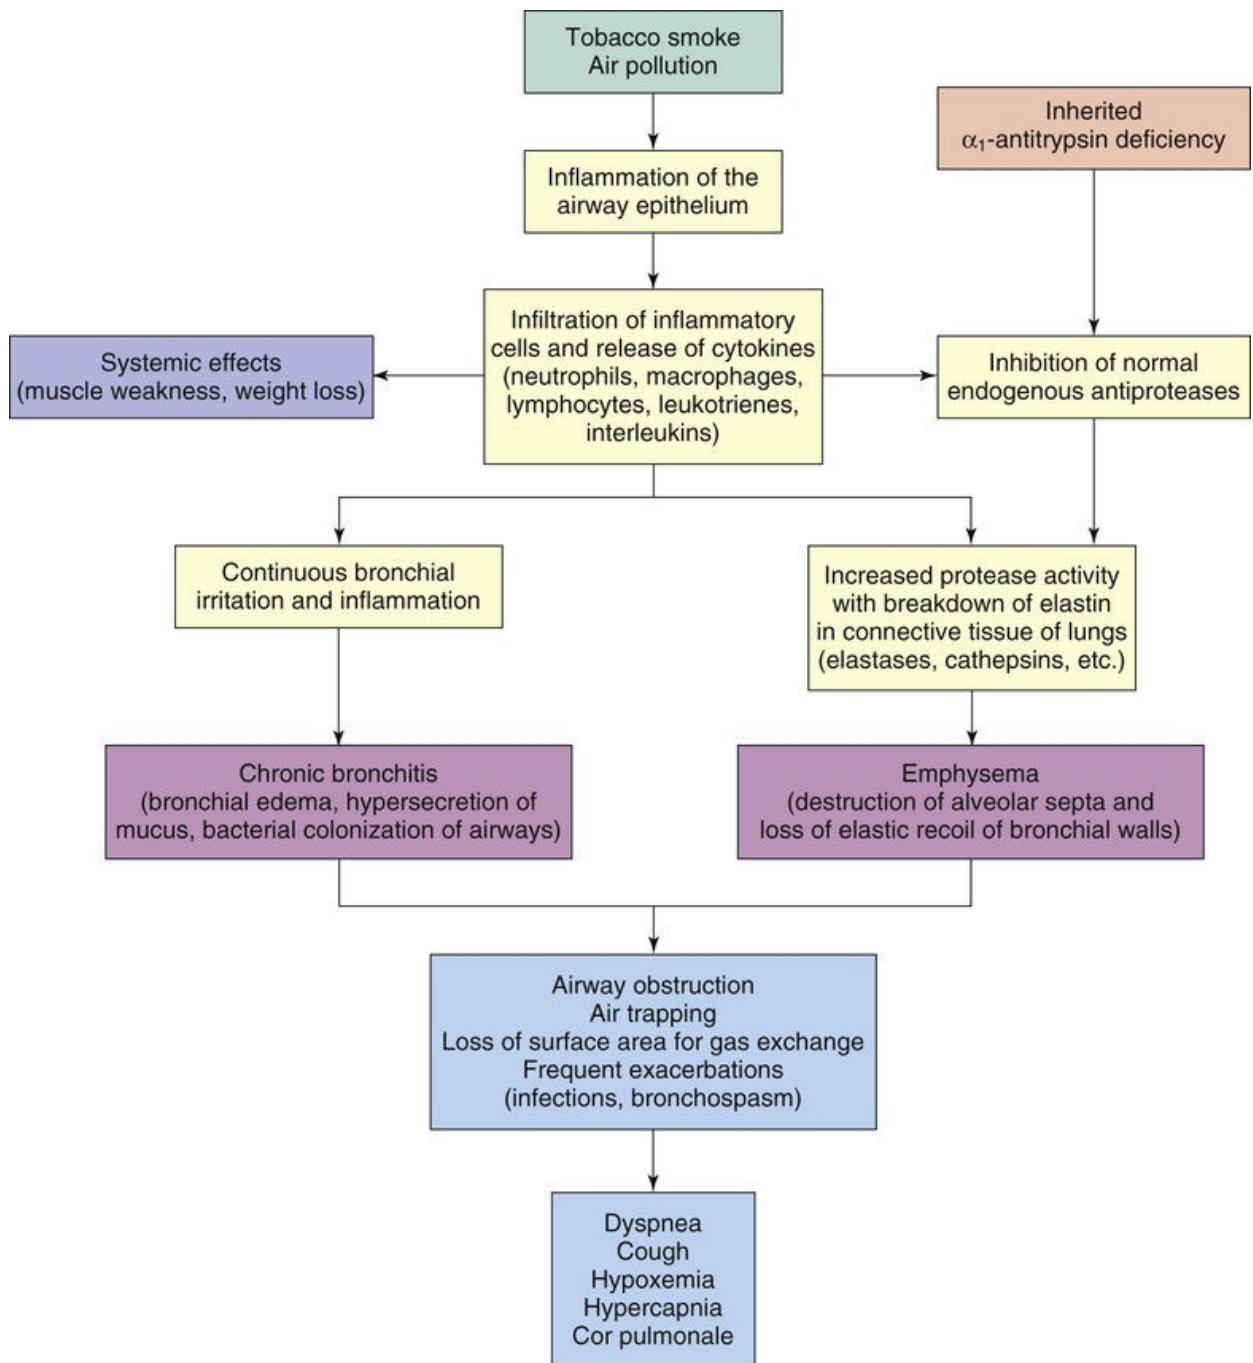 Tobacco smoke
Air pollution
Inherited
α₁-antitrypsin deficiency
Inflammation of the
airway epithelium
Infiltration of inflammatory
cells and release of cytokines
(neutrophils, macrophages,
lymphocytes, leukotrienes,
interleukins)
Systemic effects
(muscle weakness, weight loss)
Inhibition of normal
endogenous antiproteases
Continuous bronchial
irritation and inflammation
Increased protease activity
with breakdown of elastin
in connective tissue of lungs
(elastases, cathepsins, etc.)
Chronic bronchitis
(bronchial edema, hypersecretion of
mucus, bacterial colonization of airways)
Emphysema
(destruction of alveolar septa and
loss of elastic recoil of bronchial walls)
Airway obstruction
Air trapping
Loss of surface area for gas exchange
Frequent exacerbations
(infections, bronchospasm)
Dyspnea
Cough
Hypoxemia
Hypercapnia
Cor pulmonale